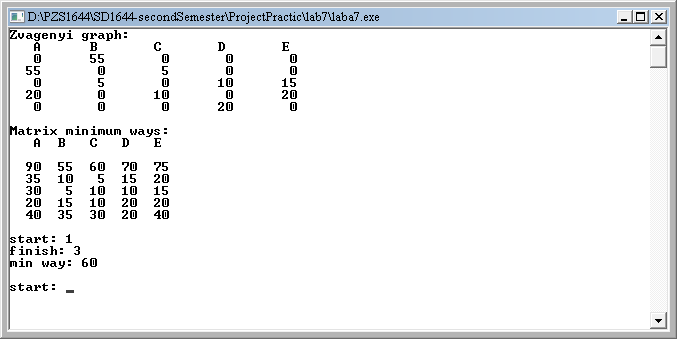 D:\PZS1644\SD1644-secondSemester\ProjectPractic\lab7\laba7.exe
Zvagenyi graph:
A B C D E
0 55 0 0 0
55 0 5 0 0
0 5 0 10 15
20 0 10 0 20
0 0 0 20 0
Matrix minimum ways:
A B C D E
90 55 60 70 75
35 10 5 15 20
30 5 10 10 15
20 15 10 20 20
40 35 30 20 40
start: 1
finish: 3
min way: 60
start: _